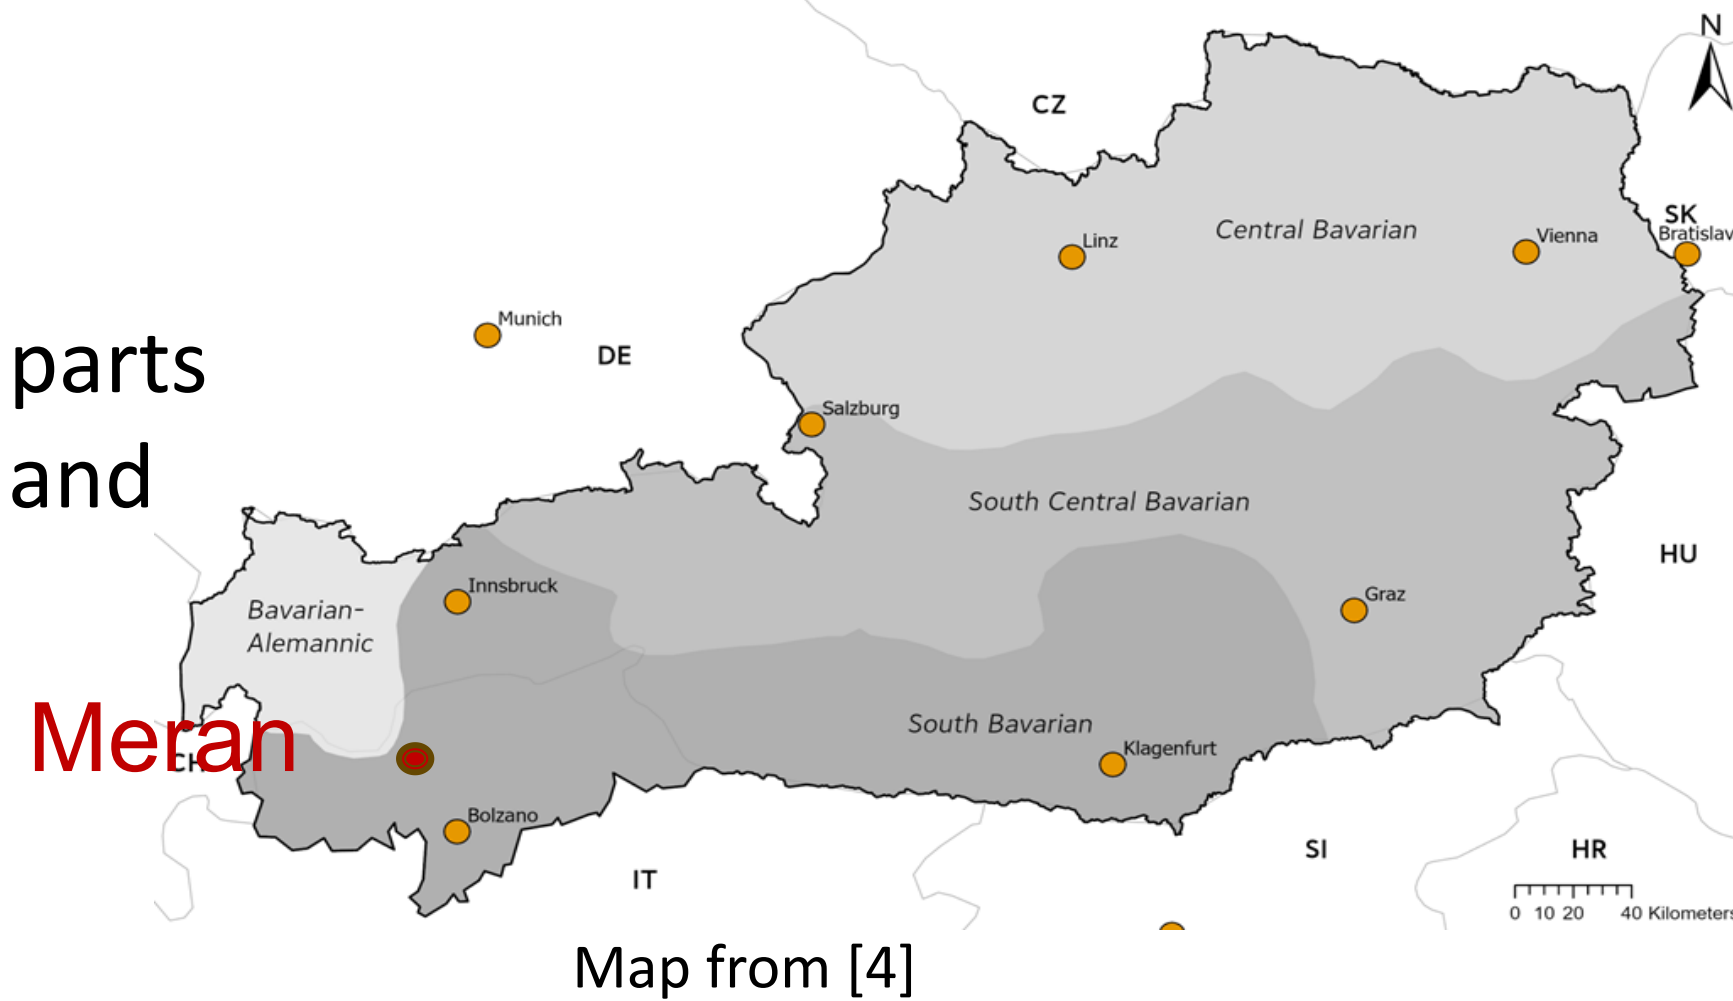 N
CZ
SK
Bratislav
Central Bavarian
Vienna
Linz
Munich
DE
parts
Salzburg
and
South Central Bavarian
HU
Innsbruck
Graz
Bavarian-
Alemannic
Meran
CH
South Bavarian
Klagenfurt
Bolzano
SI
HR
IT
0 10 20 40 Kilometers
Map from [4]